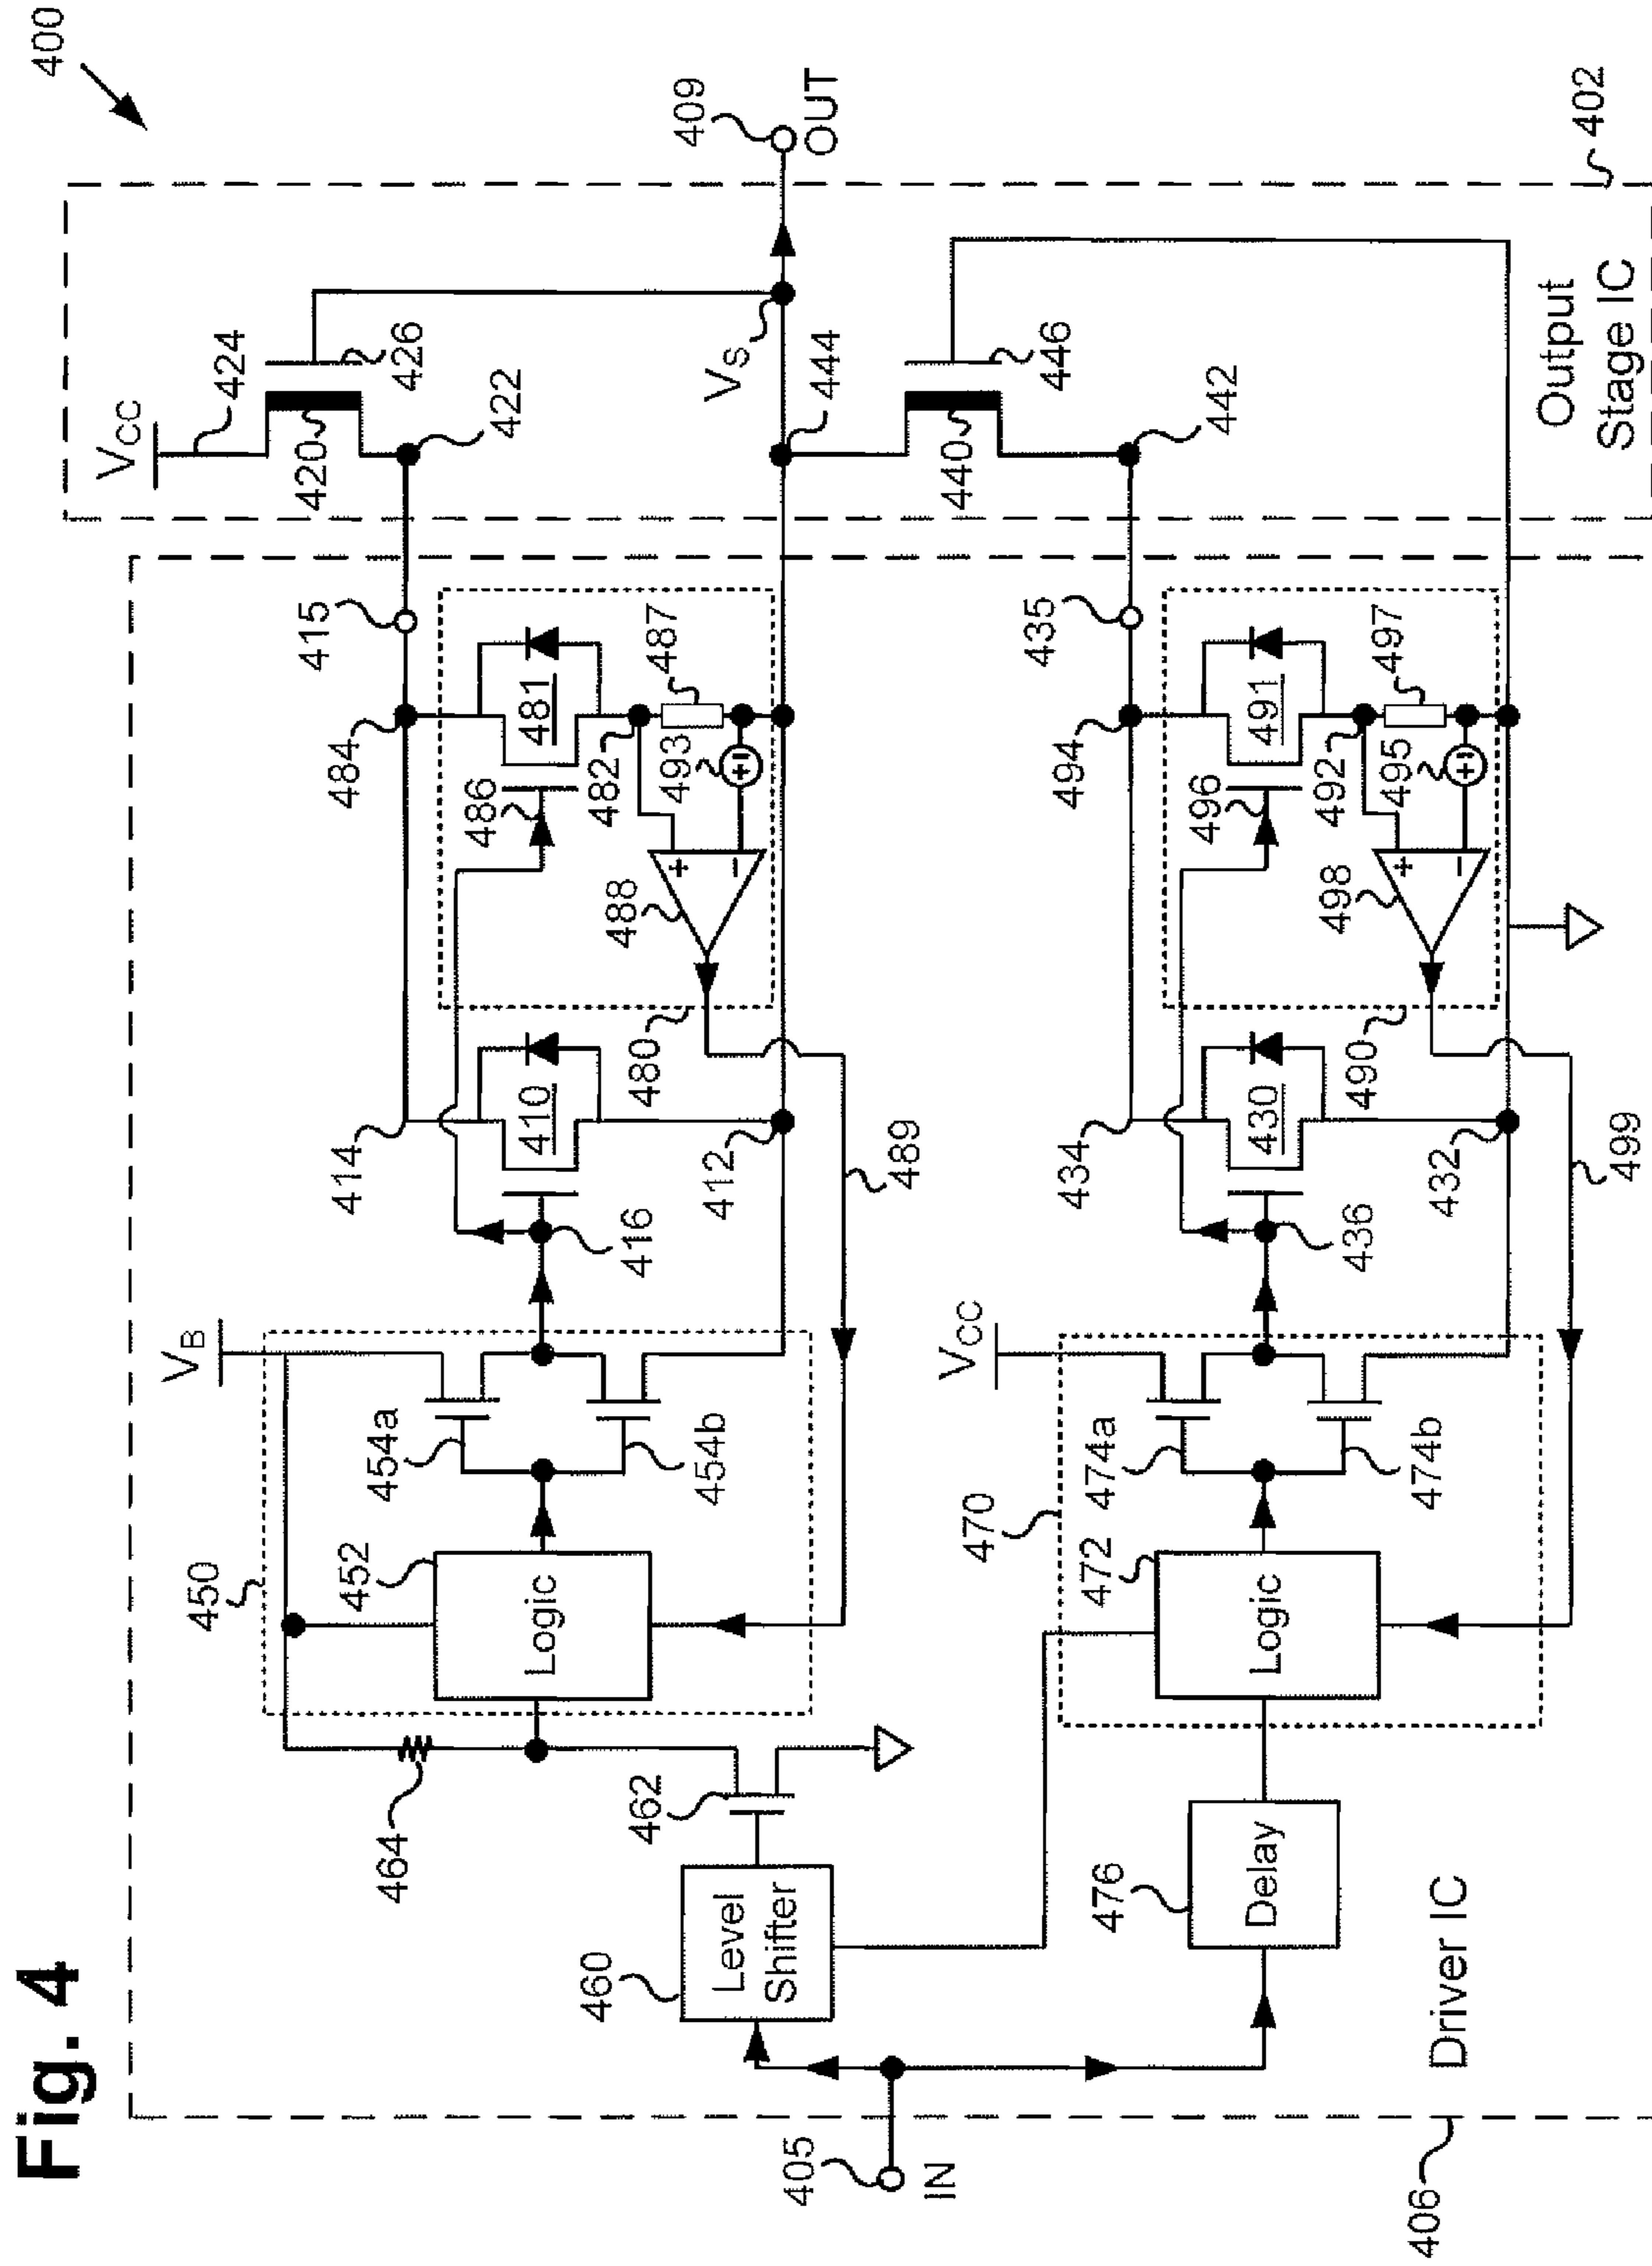 Fig. 4
400
406
Driver IC
402
Output
Stage IC
405
IN
409
OUT
VCC
424
420
426
422
VS
444
440
446
442
VB
450
452
Logic
454a
454b
464
462
460
Level
Shifter
414
410
416
412
484
415
481
486
482
487
493
488
480
489
VCC
470
472
Logic
474a
474b
476
Delay
434
430
436
432
494
435
491
496
492
497
495
498
490
499
+
−
+
−